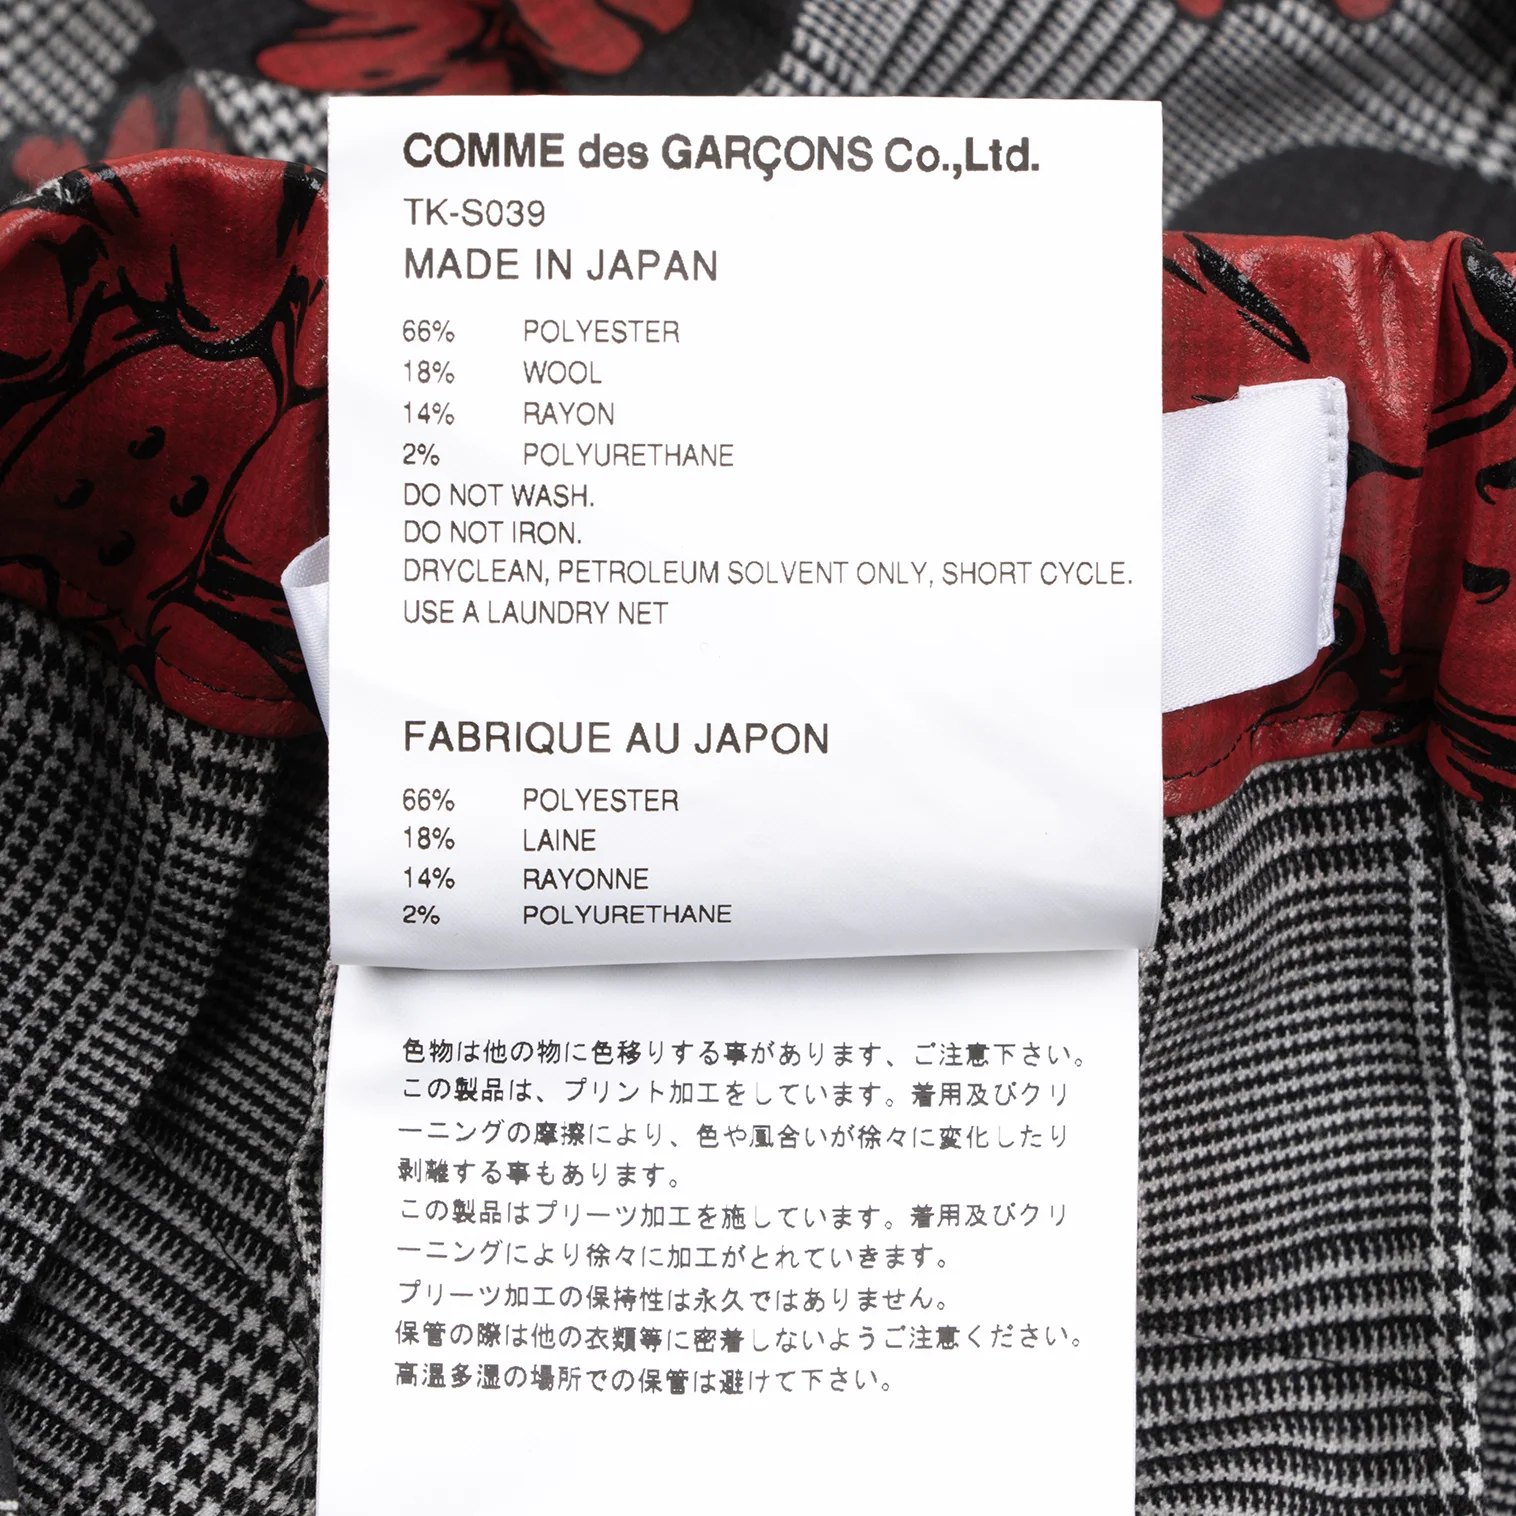 COMME des GARÇONS Co.,Ltd.
TK-S039
MADE IN JAPAN
66% POLYESTER
18% WOOL
14% RAYON
2% POLYURETHANE
DO NOT WASH.
DO NOT IRON.
DRYCLEAN, PETROLEUM SOLVENT ONLY, SHORT CYCLE.
USE A LAUNDRY NET
FABRIQUE AU JAPON
66% POLYESTER
18% LAINE
14% RAYONNE
2% POLYURETHANE
色物は他の物に色移りする事があります、ご注意下さい。
この製品は、プリント加工をしています。着用及びクリ
ーニングの摩擦により、色や風合いが徐々に変化したり
剥離する事もあります。
この製品はプリーツ加工を施しています。着用及びクリ
ーニングにより徐々に加工がとれていきます。
プリーツ加工の保持性は永久ではありません。
保管の際は他の衣類等に密着しないようご注意ください。
高温多湿の場所での保管は避けて下さい。